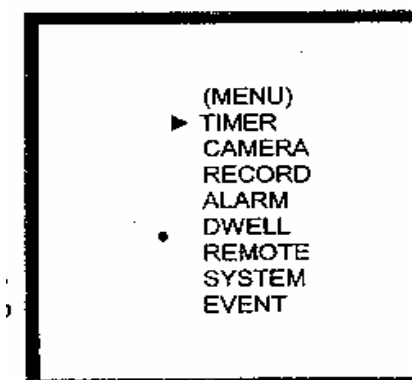 (MENU)
► TIMER
CAMERA
RECORD
ALARM
DWELL
REMOTE
SYSTEM
EVENT